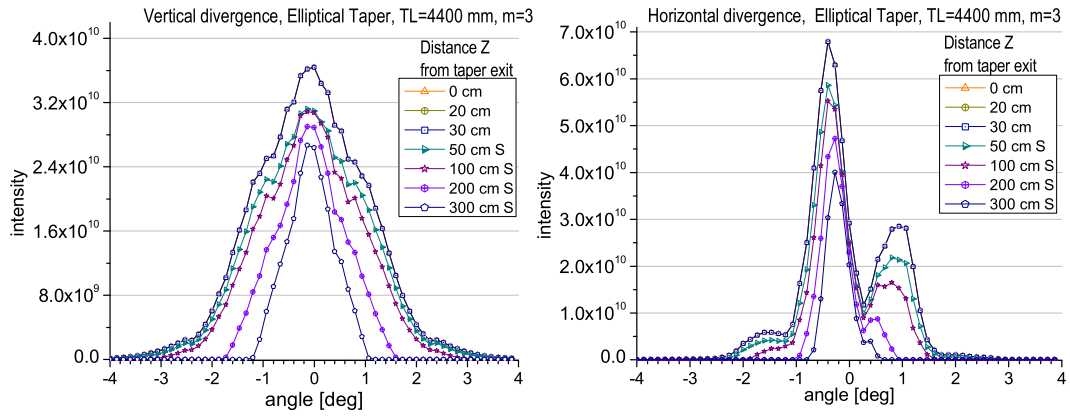 Vertical divergence, Elliptical Taper, TL=4400 mm, m=3
4.0x10^10
3.2x10^10
2.4x10^10
1.6x10^10
8.0x10^9
0.0
intensity
Distance Z
from taper exit
0 cm
20 cm
30 cm
50 cm S
100 cm S
200 cm S
300 cm S
-4 -3 -2 -1 0 1 2 3 4
angle [deg]
Horizontal divergence, Elliptical Taper, TL=4400 mm, m=3
7.0x10^10
6.0x10^10
5.0x10^10
4.0x10^10
3.0x10^10
2.0x10^10
1.0x10^10
0.0
intensity
Distance Z
from taper exit
0 cm
20 cm
30 cm
50 cm S
100 cm S
200 cm S
300 cm S
-4 -3 -2 -1 0 1 2 3 4
angle [deg]